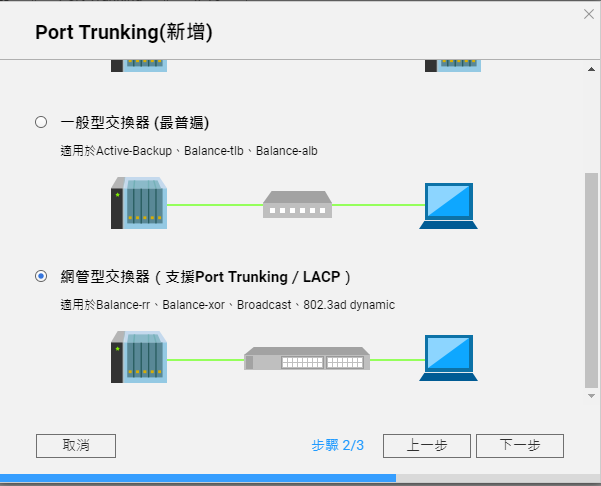 Port Trunking(新增)
一般型交換器 (最普遍)
適用於Active-Backup、Balance-tlb、Balance-alb
網管型交換器 ( 支援Port Trunking / LACP )
適用於Balance-rr、Balance-xor、Broadcast、802.3ad dynamic
取消
步驟 2/3
上一步
下一步